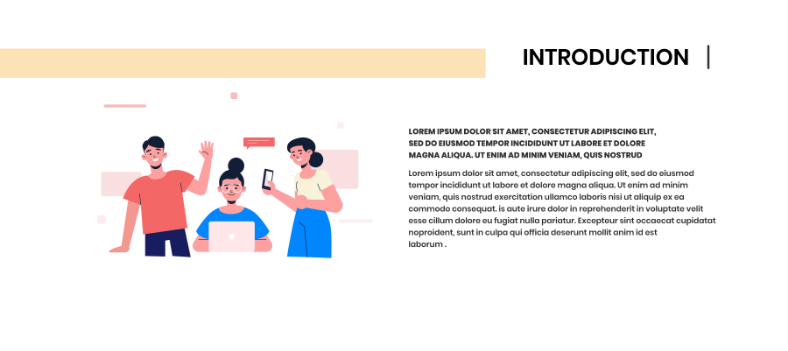 INTRODUCTION
LOREM IPSUM DOLOR SIT AMET, CONSECTETUR ADIPISCING ELIT,
SED DO EIUSMOD TEMPOR INCIDIDUNT UT LABORE ET DOLORE
MAGNA ALIQUA. UT ENIM AD MINIM VENIAM, QUIS NOSTRUD
Lorem ipsum dolor sit amet, consectetur adipiscing elit, sed do eiusmod
tempor incididunt ut labore et dolore magna aliqua. Ut enim ad minim
veniam, quis nostrud exercitation ullamco laboris nisi ut aliquip ex ea
commodo consequat. is aute irure dolor in reprehenderit in voluptate velit
esse cillum dolore eu fugiat nulla pariatur. Excepteur sint occaecat cupidatat
noproident, sunt in culpa qui officia deserunt mollit anim id est
laborum .